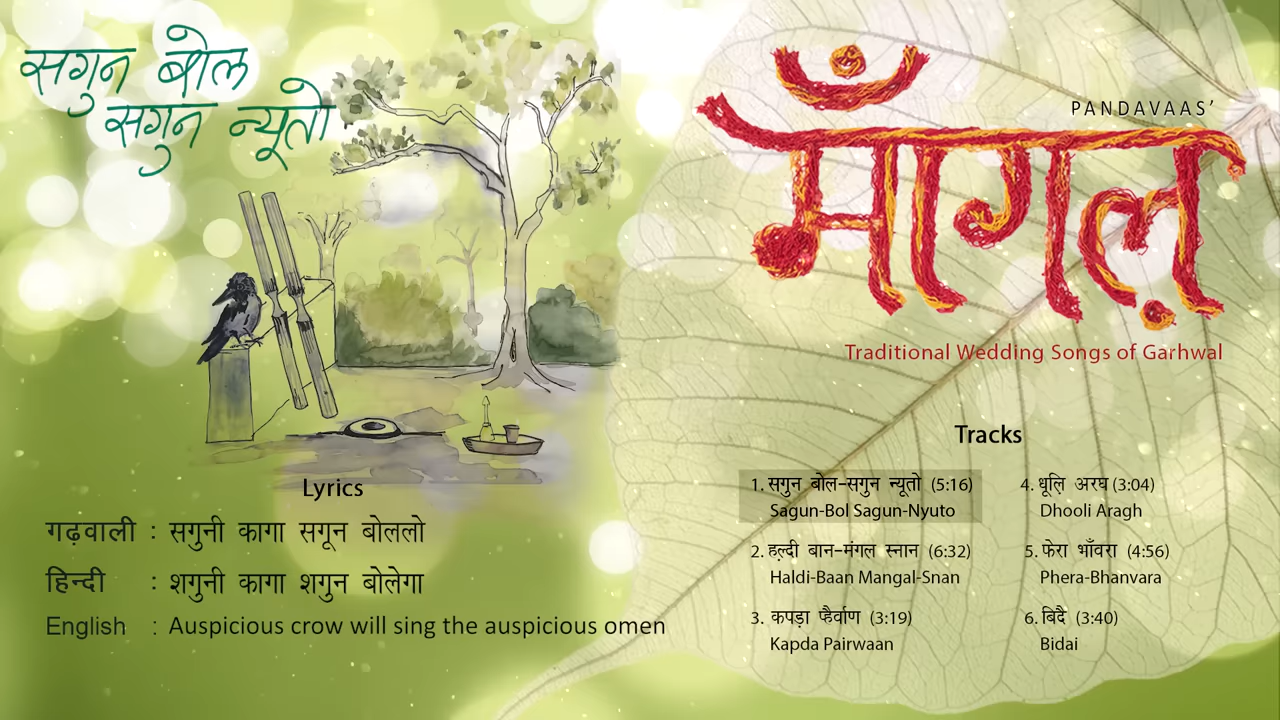 सगुन बोल
सगुन न्यूतो
PANDAVAAS’
माँगल़
Traditional Wedding Songs of Garhwal
Lyrics
गढ़वाली : सगुनी कागा सगून बोललो
हिन्दी : शगुनी कागा शगुन बोलेगा
English : Auspicious crow will sing the auspicious omen
Tracks
1. सगुन बोल-सगुन न्यूतो (5:16)
Sagun-Bol Sagun-Nyuto
2. हल़्दी बान-मंगल स्नान (6:32)
Haldi-Baan Mangal-Snan
3. कपड़ा प्हैर्वाण (3:19)
Kapda Pairwaan
4. धूलि़ अरघ (3:04)
Dhooli Aragh
5. फेरा भाँवरा (4:56)
Phera-Bhanvara
6. बिदै (3:40)
Bidai